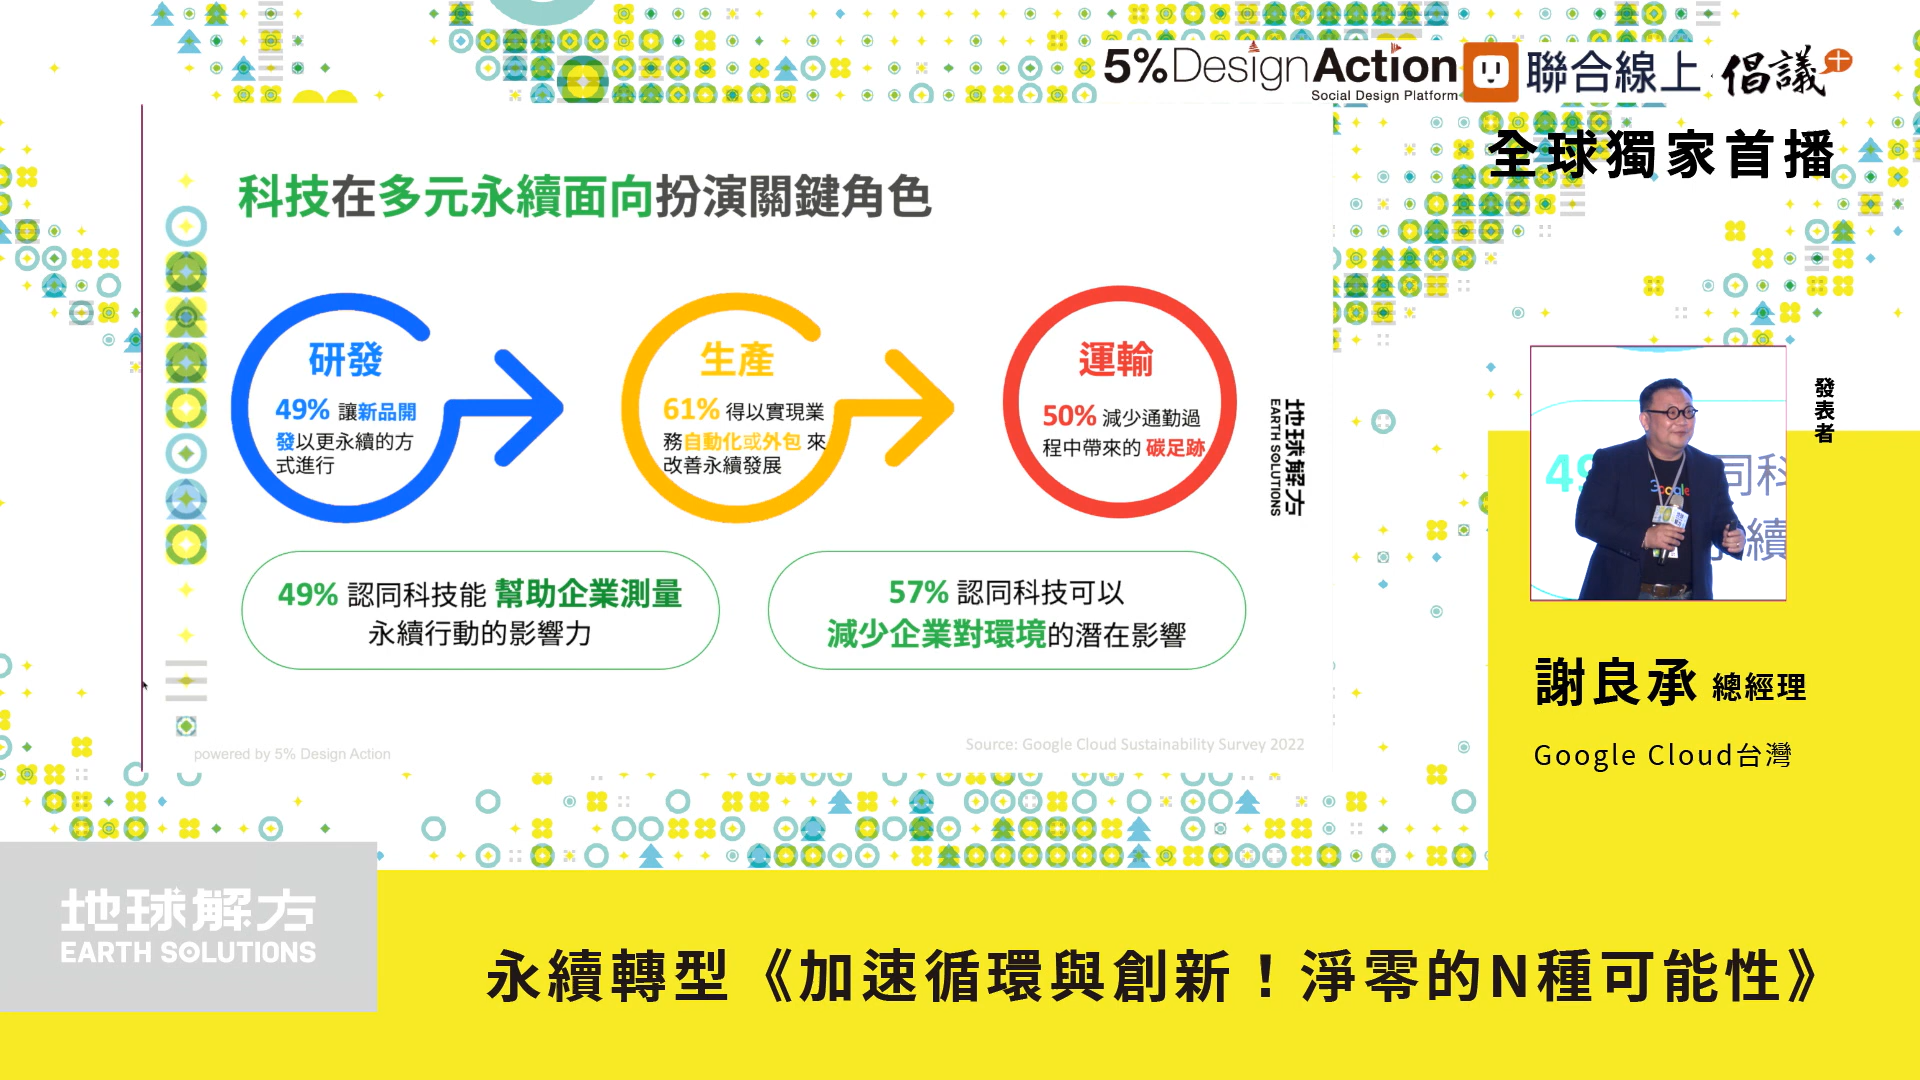 5%DesignAction
Social Design Platform
聯合線上
倡議+
全球獨家首播
科技在多元永續面向扮演關鍵角色
研發
49% 讓新品開
發以更永續的方
式進行
生產
61% 得以實現業
務自動化或外包 來
改善永續發展
運輸
50% 減少通勤過
程中帶來的 碳足跡
地球解方
EARTH SOLUTIONS
49% 認同科技能 幫助企業測量
永續行動的影響力
57% 認同科技可以
減少企業對環境的潛在影響
powered by 5% Design Action
Source: Google Cloud Sustainability Survey 2022
發表者
49
同科
續
Google
謝良承 總經理
Google Cloud台灣
地球解方
EARTH SOLUTIONS
永續轉型《加速循環與創新！淨零的N種可能性》